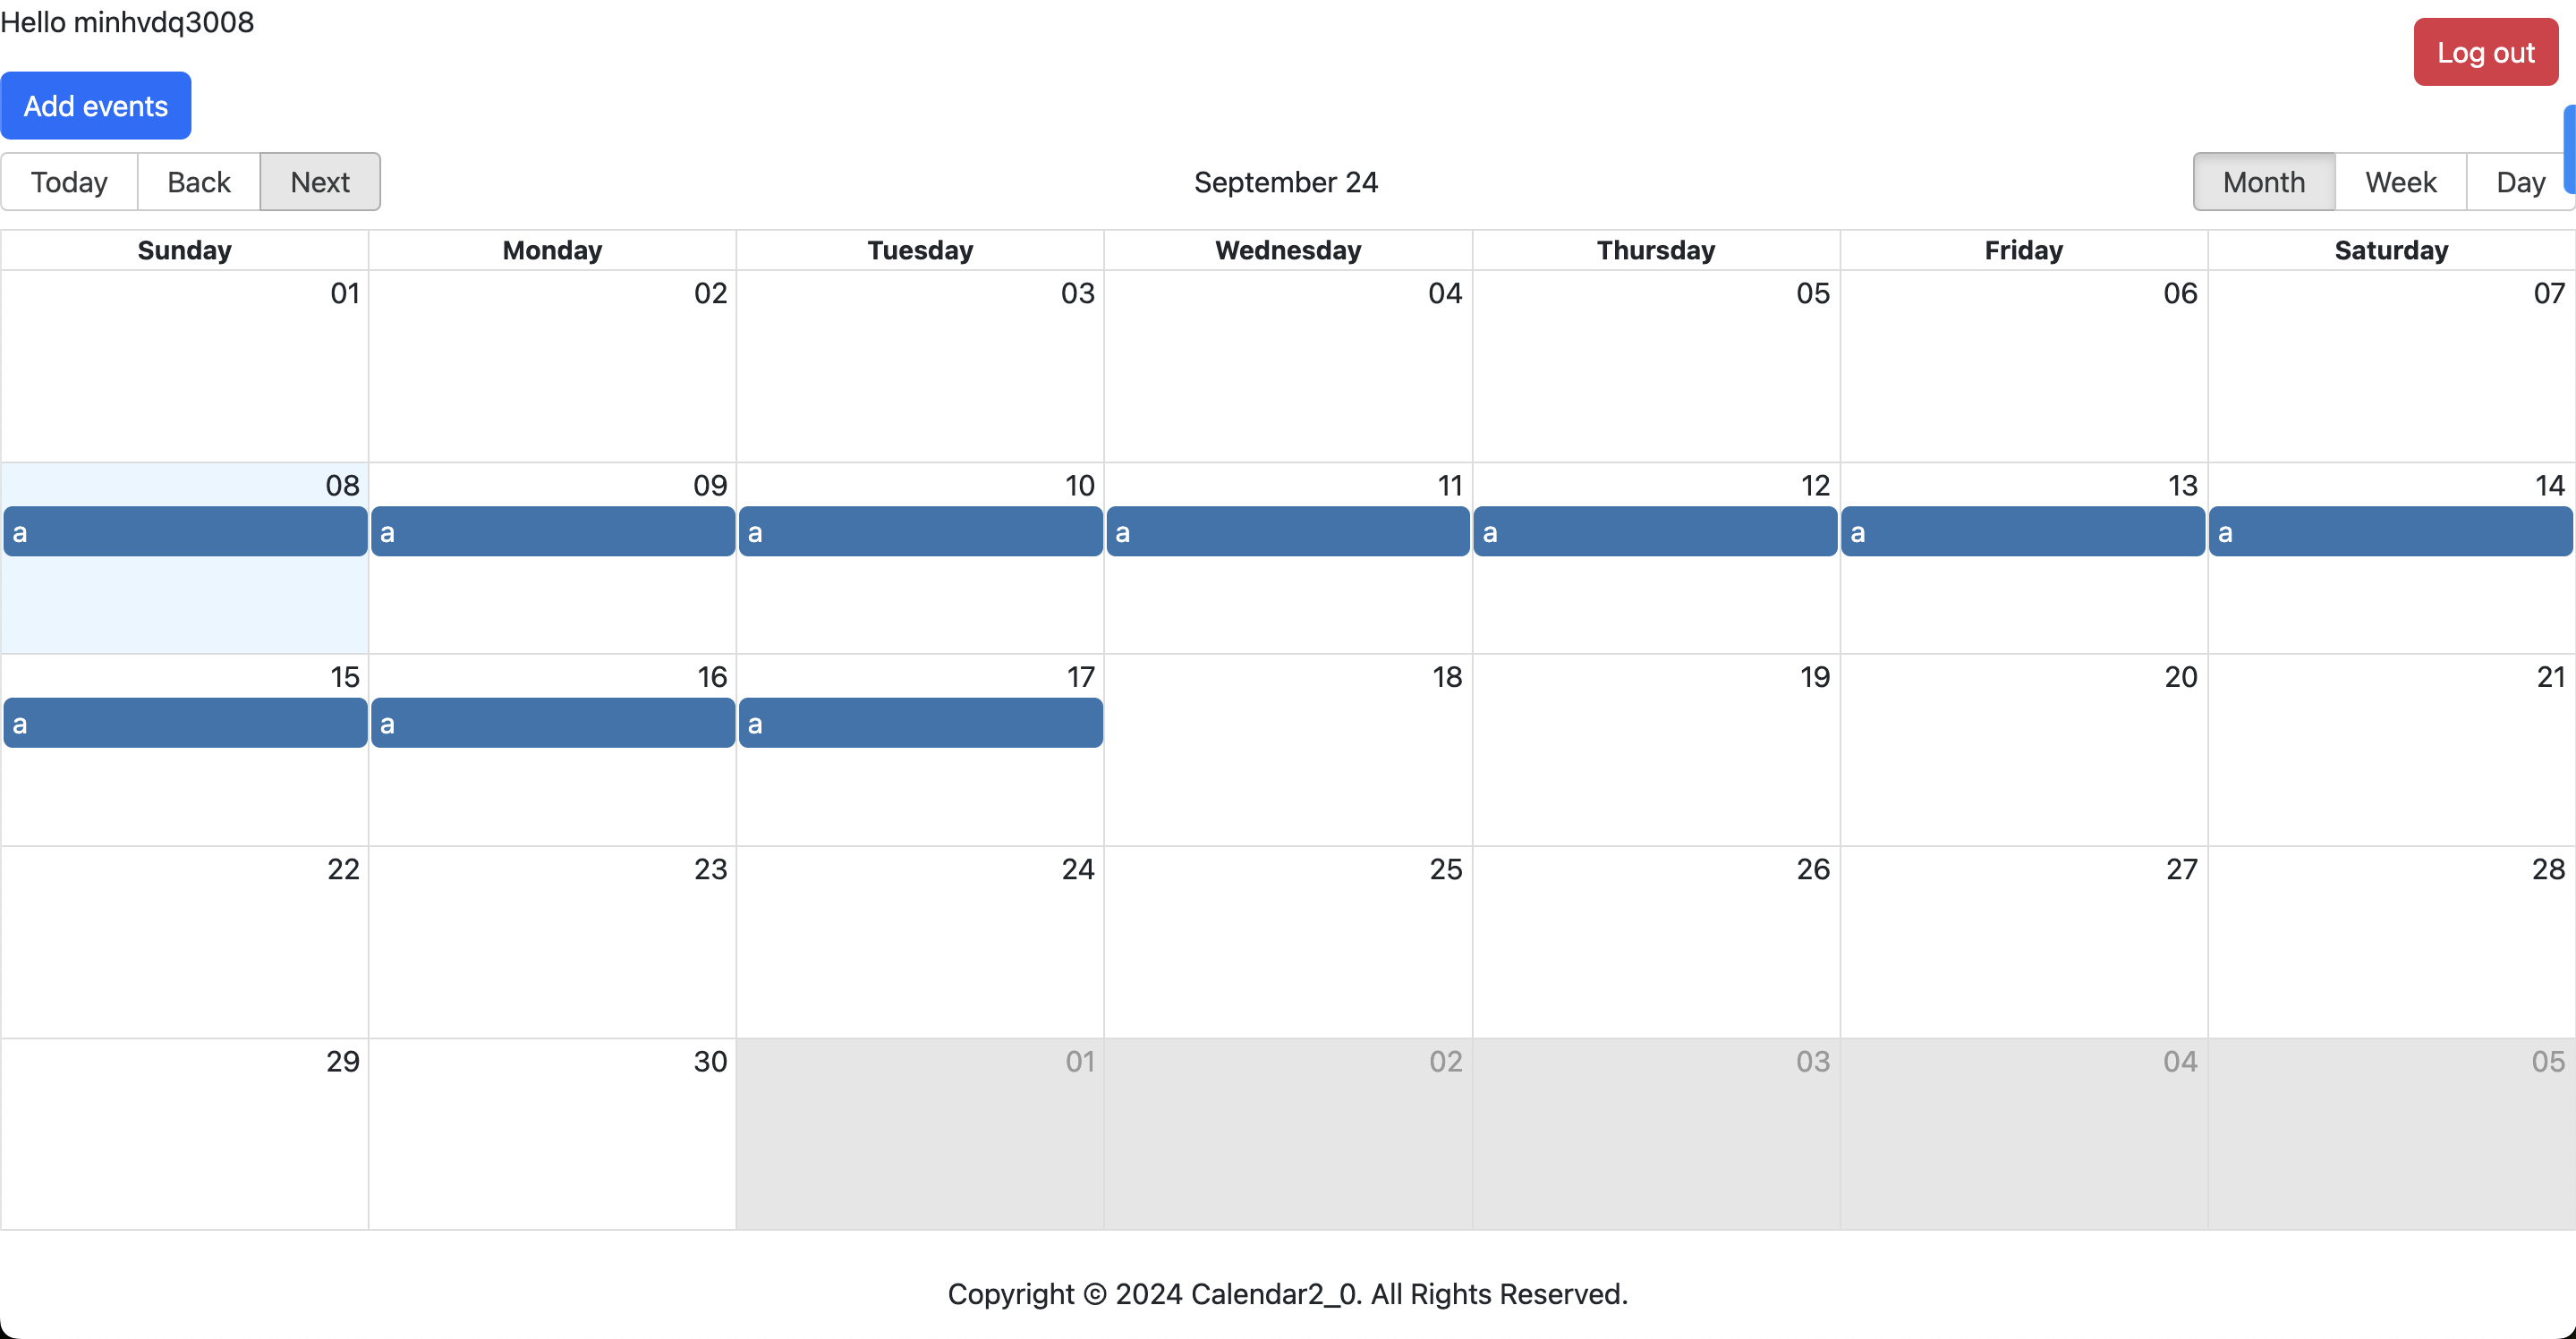 Hello minhvdq3008
Log out
Add events
Today Back Next September 24 Month Week Day
Sunday Monday Tuesday Wednesday Thursday Friday Saturday
01 02 03 04 05 06 07
08 09 10 11 12 13 14
a a a a a a a
15 16 17 18 19 20 21
a a a
22 23 24 25 26 27 28
29 30 01 02 03 04 05
Copyright © 2024 Calendar2_0. All Rights Reserved.